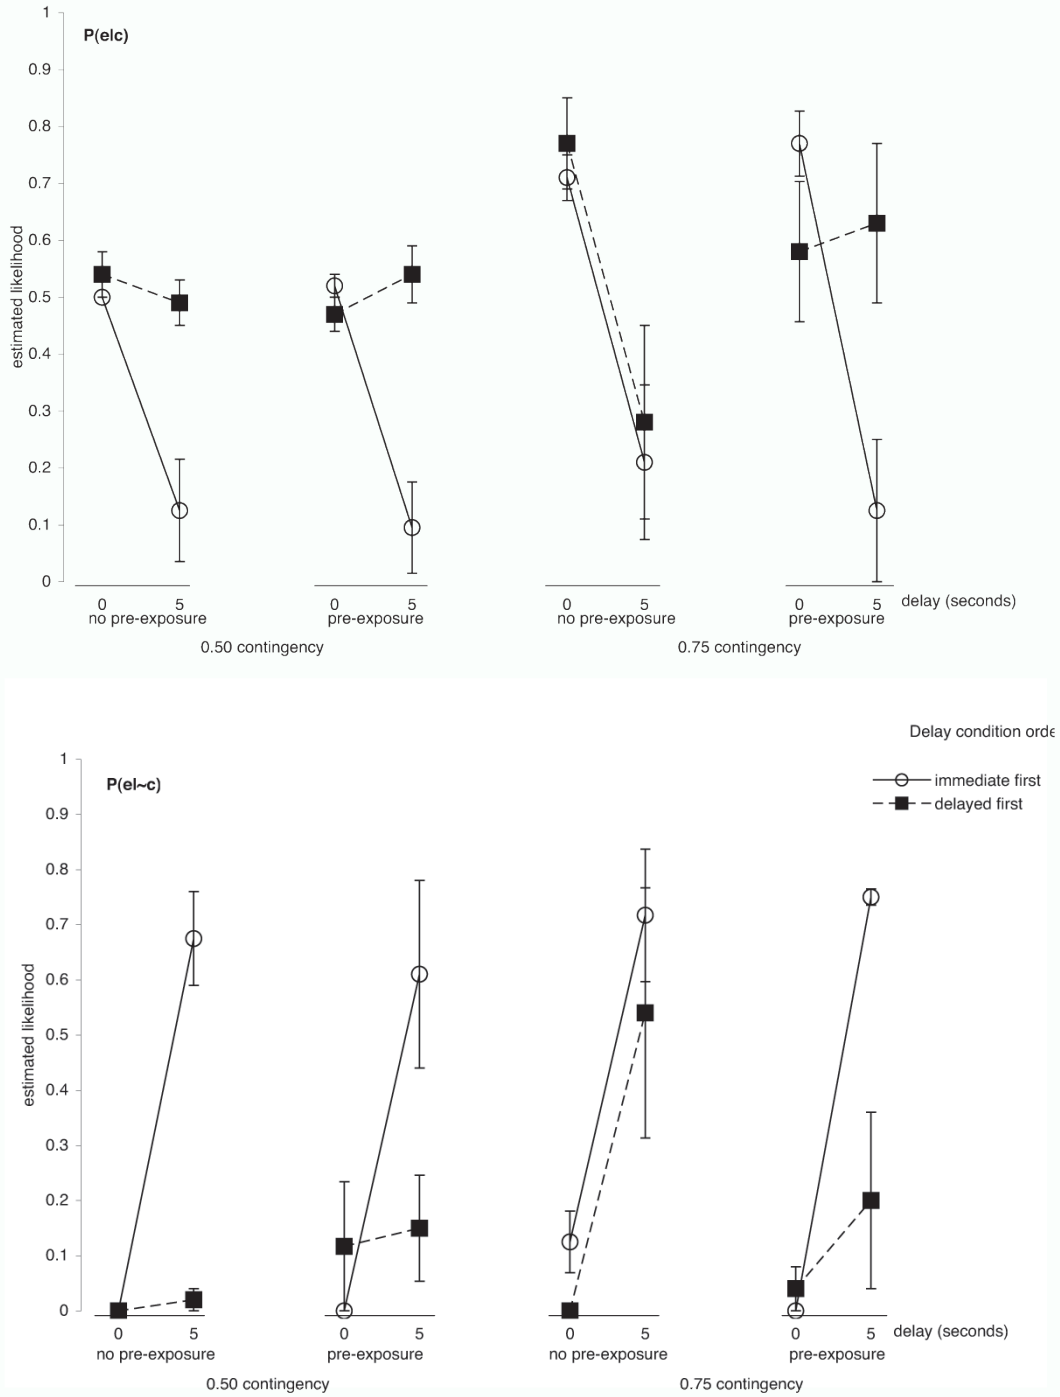 1
P(e|c)
0.9
0.8
0.7
0.6
0.5
0.4
0.3
0.2
0.1
0
estimated likelihood
0 5 0 5 0 5 0 5 delay (seconds)
no pre-exposure pre-exposure no pre-exposure pre-exposure
0.50 contingency 0.75 contingency
Delay condition orde
immediate first
delayed first
1
P(e|~c)
0.9
0.8
0.7
0.6
0.5
0.4
0.3
0.2
0.1
0
estimated likelihood
0 5 0 5 0 5 0 5 delay (seconds)
no pre-exposure pre-exposure no pre-exposure pre-exposure
0.50 contingency 0.75 contingency